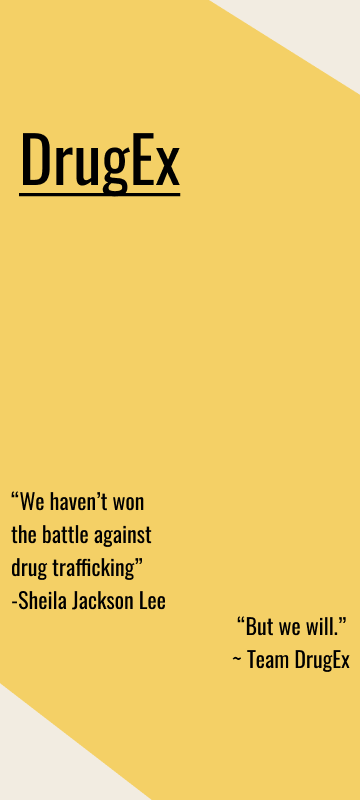 DrugEx
“We haven’t won
the battle against
drug trafficking”
-Sheila Jackson Lee
“But we will.”
~ Team DrugEx